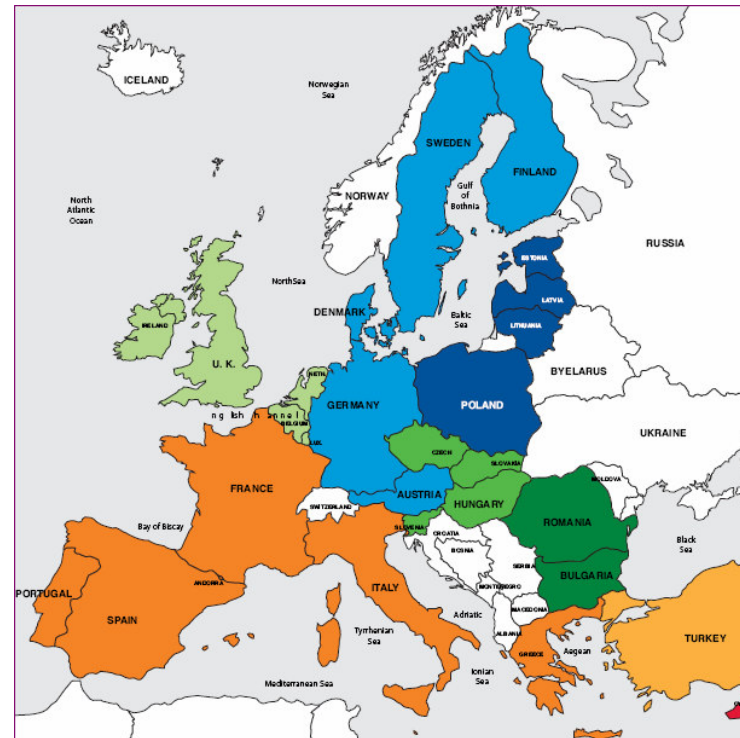 ICELAND
Norwegian
Sea
SWEDEN
FINLAND
NORWAY
Gulf
of
Bothnia
North
Atlantic
Ocean
RUSSIA
ESTONIA
NorthSea
LATVIA
DENMARK
Baltic
Sea
IRELAND
LITHUANIA
U. K.
BYELARUS
NETH.
GERMANY
POLAND
nglish hannel
BELGIUM
UKRAINE
LUX.
CZECH
SLOVAKIA
FRANCE
MOLDOVA
AUSTRIA
HUNGARY
SWITZERLAND
ROMANIA
Bay of Biscay
SLOVENIA
CROATIA
Black
Sea
BOSNIA
SERBIA
BULGARIA
ANDORRA
ITALY
MONTENEGRO
PORTUGAL
SPAIN
MACEDONIA
Adriatic
Tyrrhenian
Sea
ALBANIA
TURKEY
GREECE
Aegean
Ionian
Sea
Mediterranean Sea